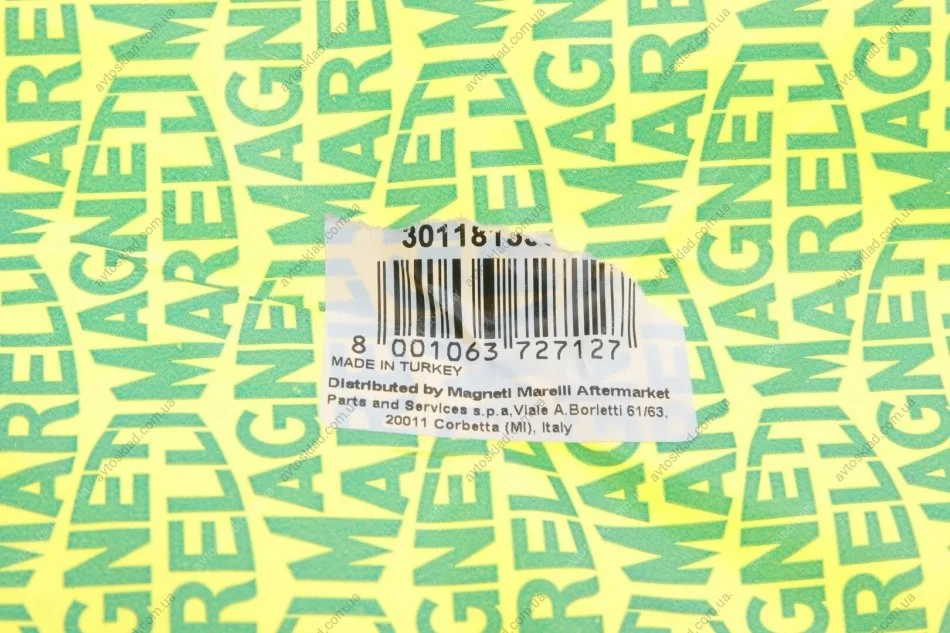 MAGNETI MARELLI
8 001063 727127
MADE IN TURKEY
Distributed by Magneti Marelli Aftermarket
Parts and Services s.p.a,Viale A.Borletti 61/63,
20011 Corbetta (MI), Italy
avtosklad.com.ua